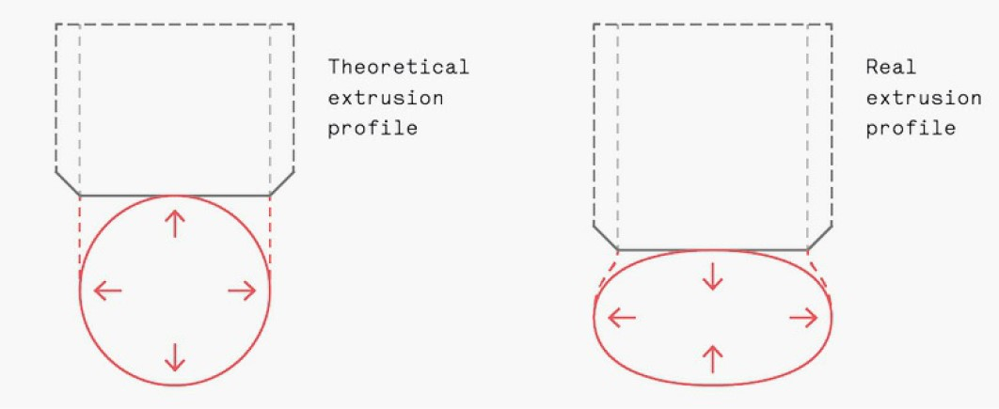 Theoretical
extrusion
profile
Real
extrusion
profile